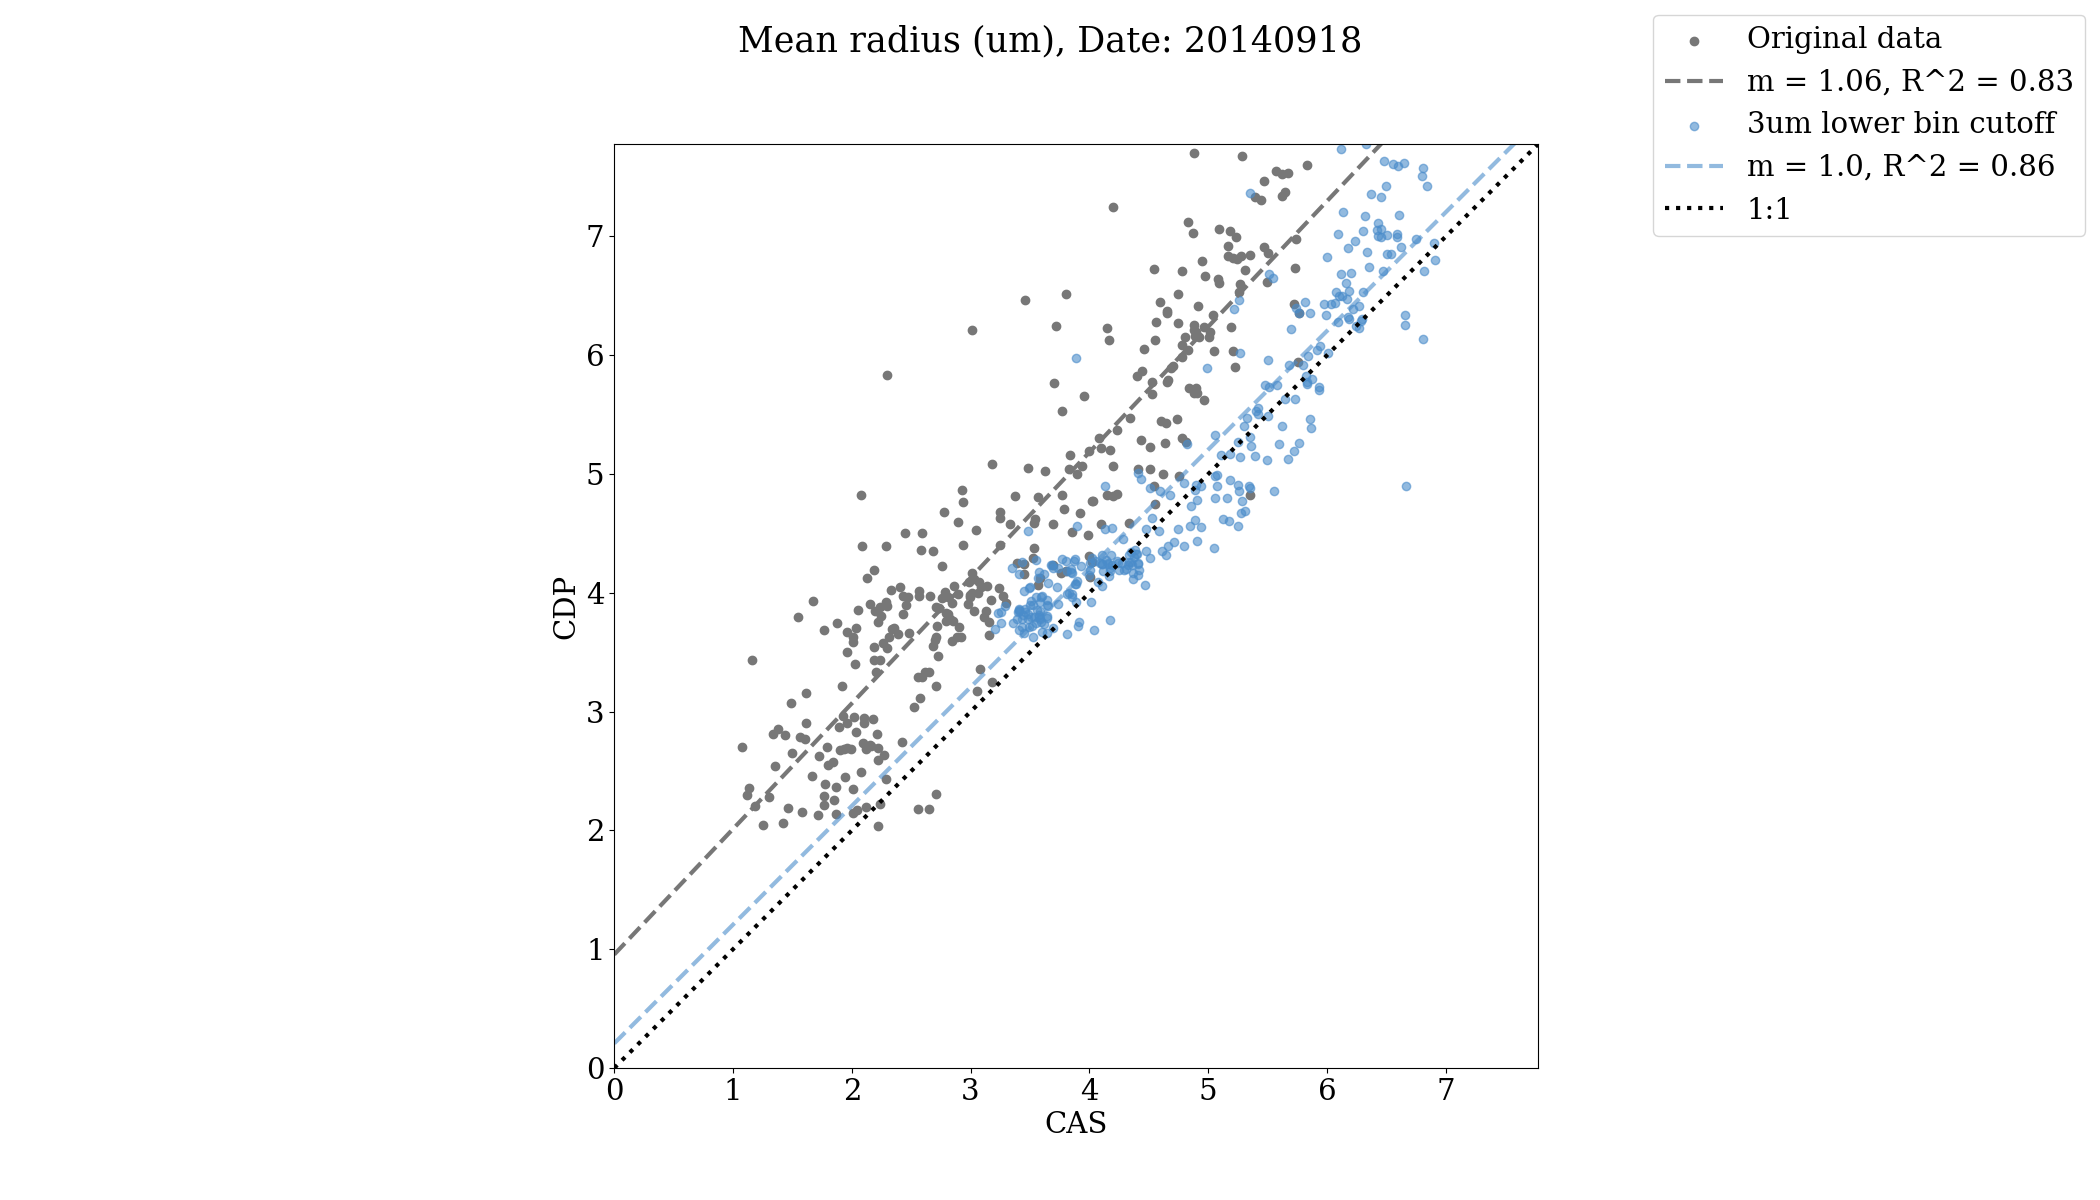 Mean radius (um), Date: 20140918
Original data
m = 1.06, R^2 = 0.83
3um lower bin cutoff
m = 1.0, R^2 = 0.86
1:1
7
6
5
4
3
2
1
0
CDP
0 1 2 3 4 5 6 7
CAS